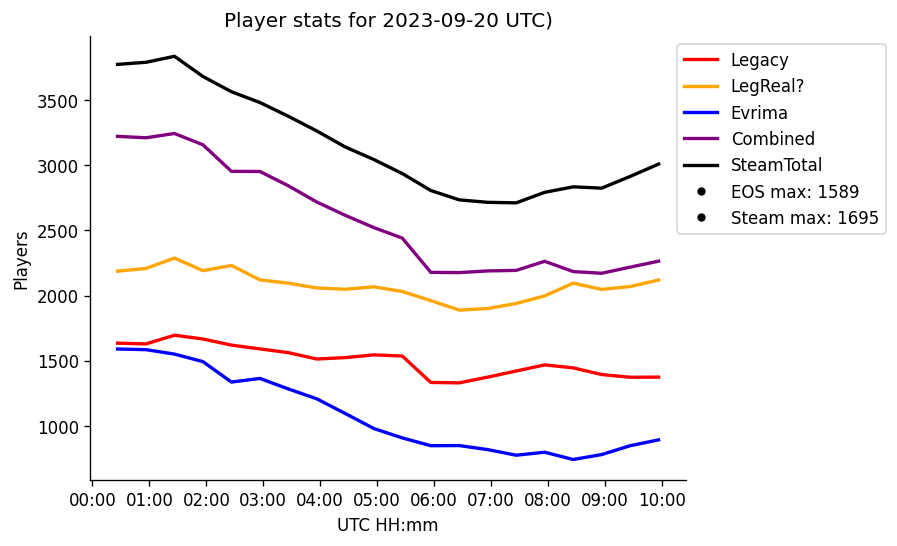 Player stats for 2023-09-20 UTC)
Legacy
LegReal?
Evrima
Combined
SteamTotal
EOS max: 1589
Steam max: 1695
Players
3500
3000
2500
2000
1500
1000
00:00 01:00 02:00 03:00 04:00 05:00 06:00 07:00 08:00 09:00 10:00
UTC HH:mm